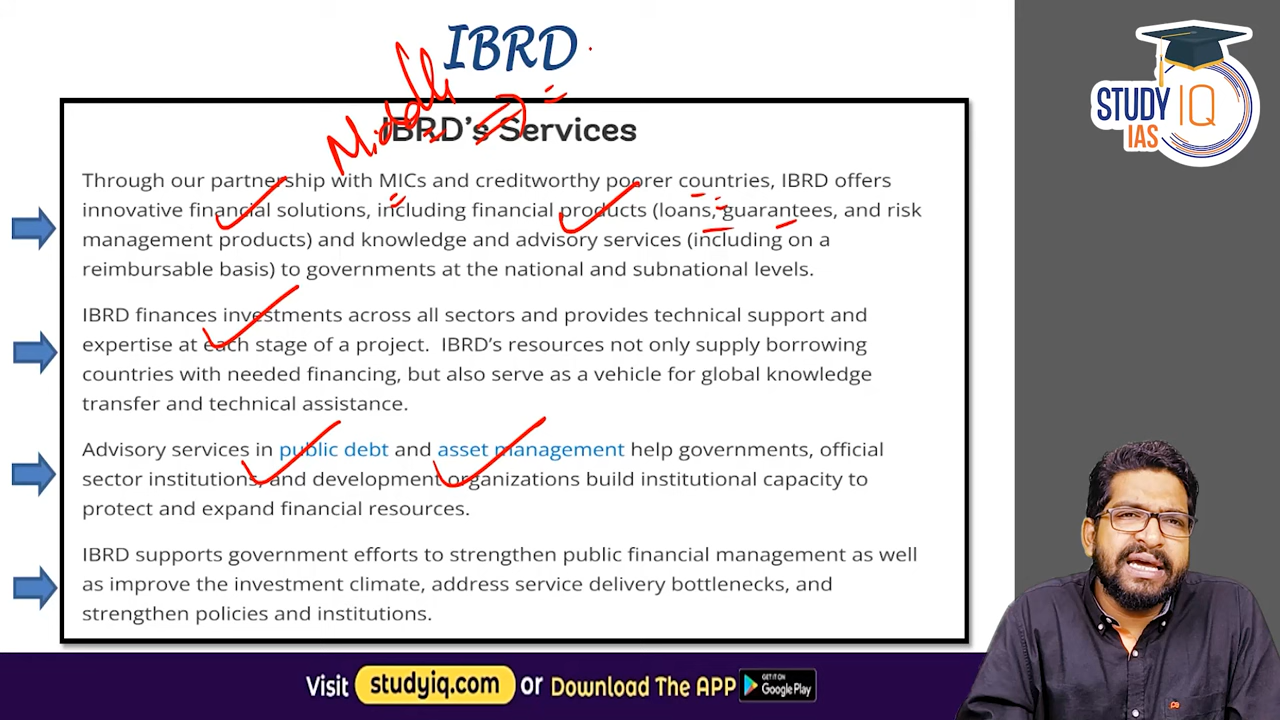 IBRD
STUDY IQ
IAS
Middle
IBRD's Services
Through our partnership with MICs and creditworthy poorer countries, IBRD offers
innovative financial solutions, including financial products (loans, guarantees, and risk
management products) and knowledge and advisory services (including on a
reimbursable basis) to governments at the national and subnational levels.
IBRD finances investments across all sectors and provides technical support and
expertise at each stage of a project. IBRD's resources not only supply borrowing
countries with needed financing, but also serve as a vehicle for global knowledge
transfer and technical assistance.
Advisory services in public debt and asset management help governments, official
sector institutions, and development organizations build institutional capacity to
protect and expand financial resources.
IBRD supports government efforts to strengthen public financial management as well
as improve the investment climate, address service delivery bottlenecks, and
strengthen policies and institutions.
Visit studyiq.com or Download The APP GET IT ON Google Play